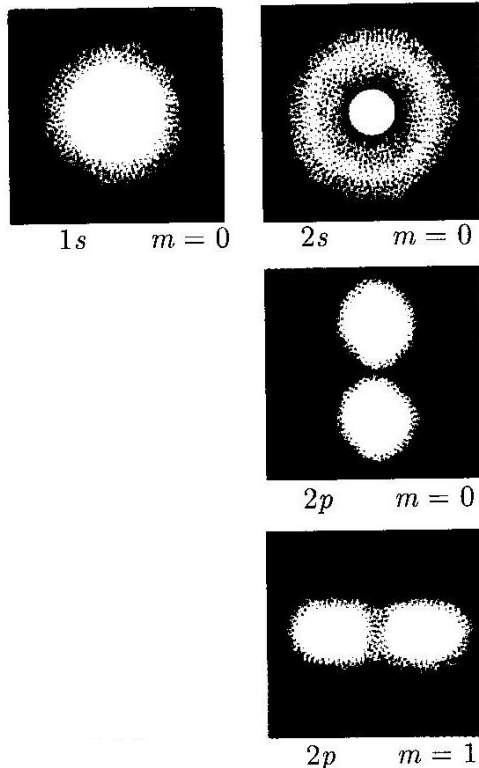 1s m = 0
2s m = 0
2p m = 0
2p m = 1